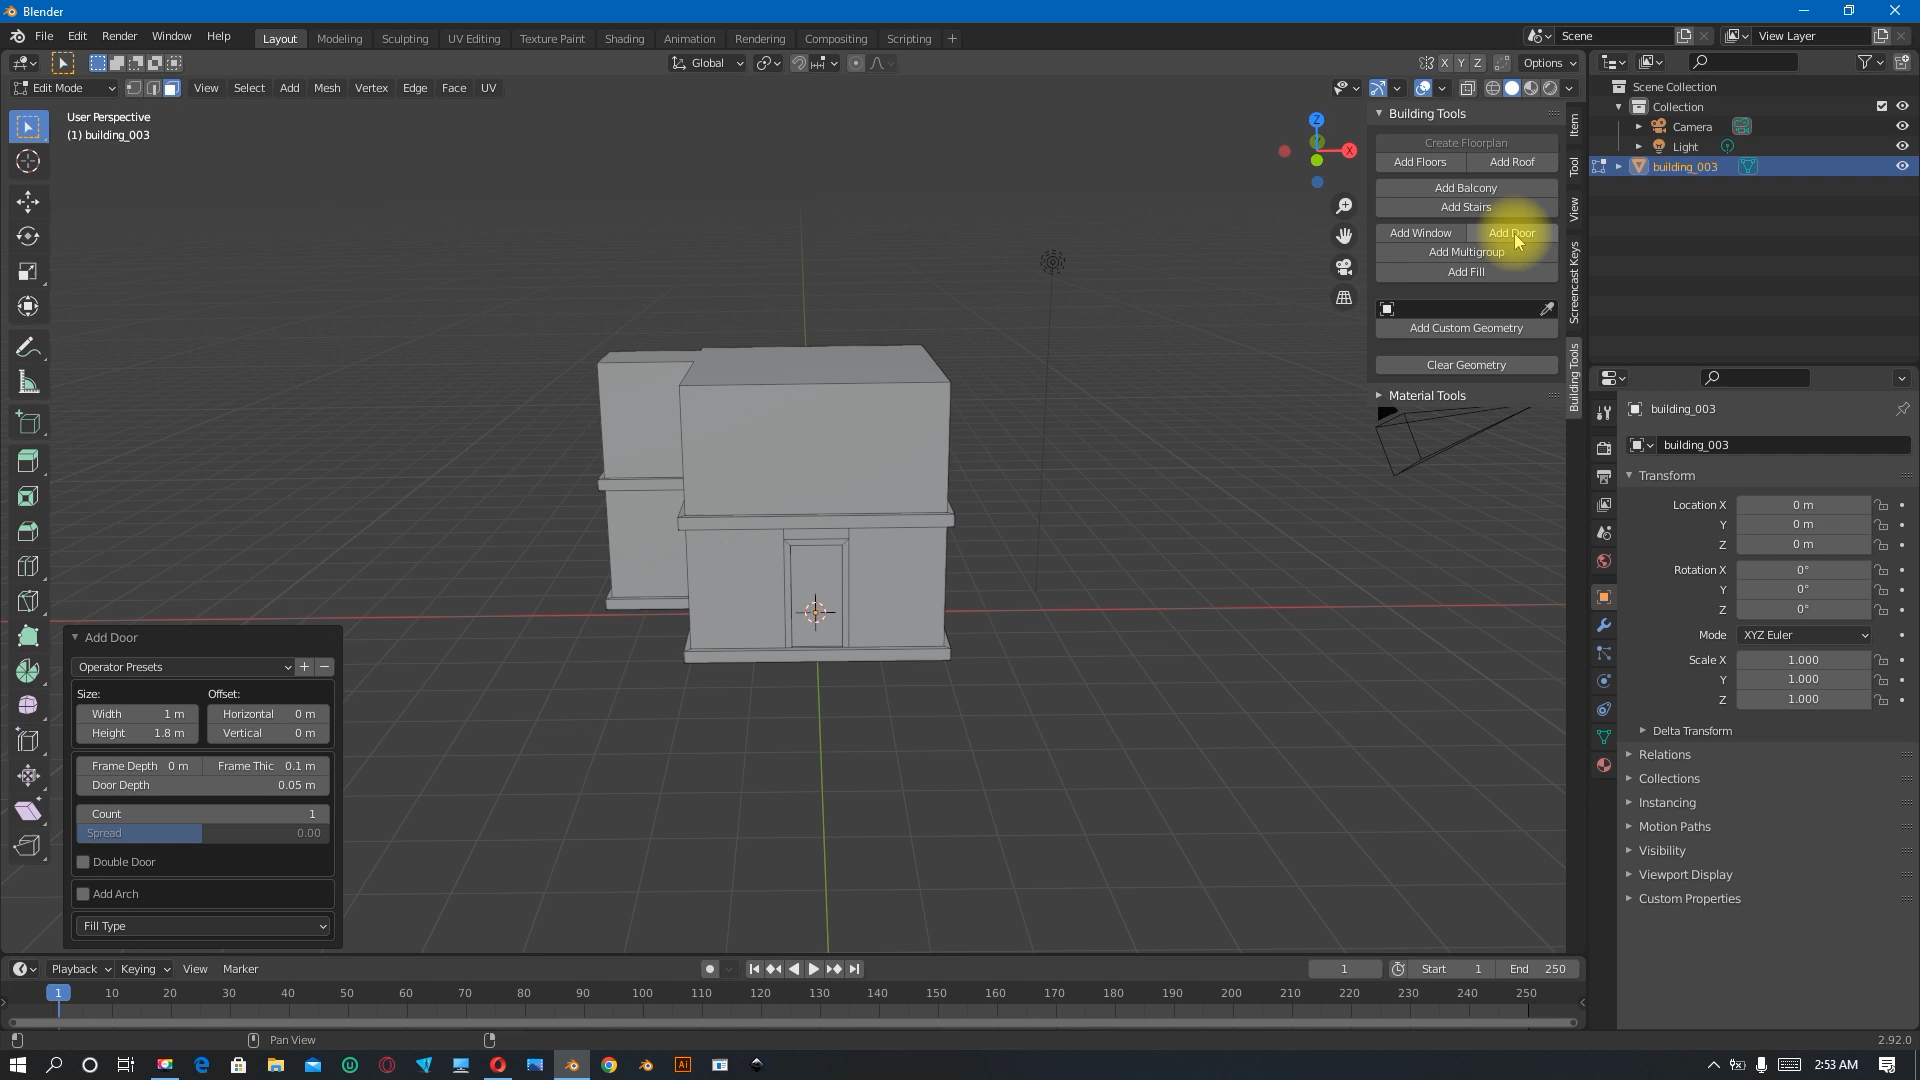 Blender
File Edit Render Window Help
Layout Modeling Sculpting UV Editing Texture Paint Shading Animation Rendering Compositing Scripting +
Scene
View Layer
Global
X Y Z
Options
Edit Mode
View Select Add Mesh Vertex Edge Face UV
User Perspective
(1) building_003
Z
X
Building Tools
Create Floorplan
Add Floors Add Roof
Add Balcony
Add Stairs
Add Window Add Door
Add Multigroup
Add Fill
Add Custom Geometry
Clear Geometry
Material Tools
Item
Tool
View
Screencast Keys
Building Tools
Scene Collection
Collection
Camera
Light
building_003
building_003
building_003
Transform
Location X 0 m
Y 0 m
Z 0 m
Rotation X 0°
Y 0°
Z 0°
Mode XYZ Euler
Scale X 1.000
Y 1.000
Z 1.000
Delta Transform
Relations
Collections
Instancing
Motion Paths
Visibility
Viewport Display
Custom Properties
Add Door
Operator Presets
Size: Offset:
Width 1 m Horizontal 0 m
Height 1.8 m Vertical 0 m
Frame Depth 0 m Frame Thic 0.1 m
Door Depth 0.05 m
Count 1
Spread 0.00
Double Door
Add Arch
Fill Type
Playback Keying View Marker
1 Start 1 End 250
1 10 20 30 40 50 60 70 80 90 100 110 120 130 140 150 160 170 180 190 200 210 220 230 240 250
Pan View
2.92.0
Ai
2:53 AM